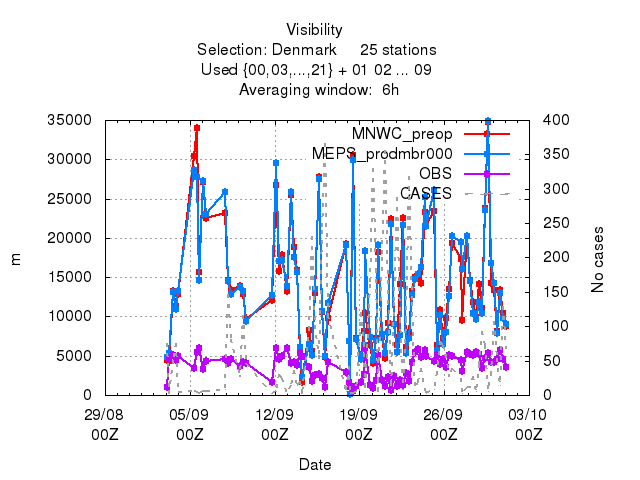 Visibility
Selection: Denmark 25 stations
Used {00,03,...,21} + 01 02 ... 09
Averaging window: 6h
35000
30000
25000
20000
15000
10000
5000
0
m
400
350
300
250
200
150
100
50
0
No cases
MNWC_preop
MEPS_prodmbr000
OBS
CASES
29/08 05/09 12/09 19/09 26/09 03/10
00Z 00Z 00Z 00Z 00Z 00Z
Date